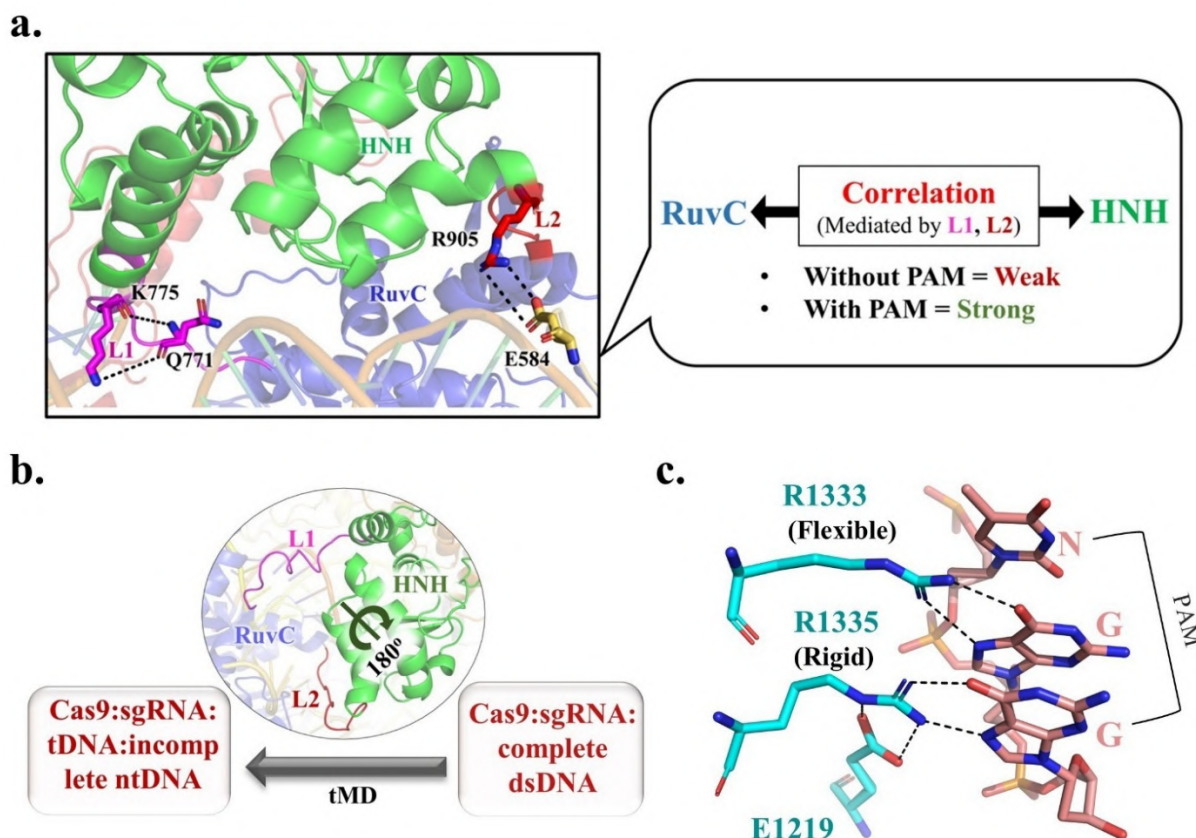 a.
HNH
L2
R905
RuvC
K775
L1
Q771
E584
RuvC
Correlation
(Mediated by L1, L2)
HNH
• Without PAM = Weak
• With PAM = Strong
b.
L1
HNH
RuvC
180º
L2
Cas9:sgRNA:
tDNA:incomp
lete ntDNA
tMD
Cas9:sgRNA:
complete
dsDNA
c.
R1333
(Flexible)
N
R1335
(Rigid)
G
G
PAM
E1219